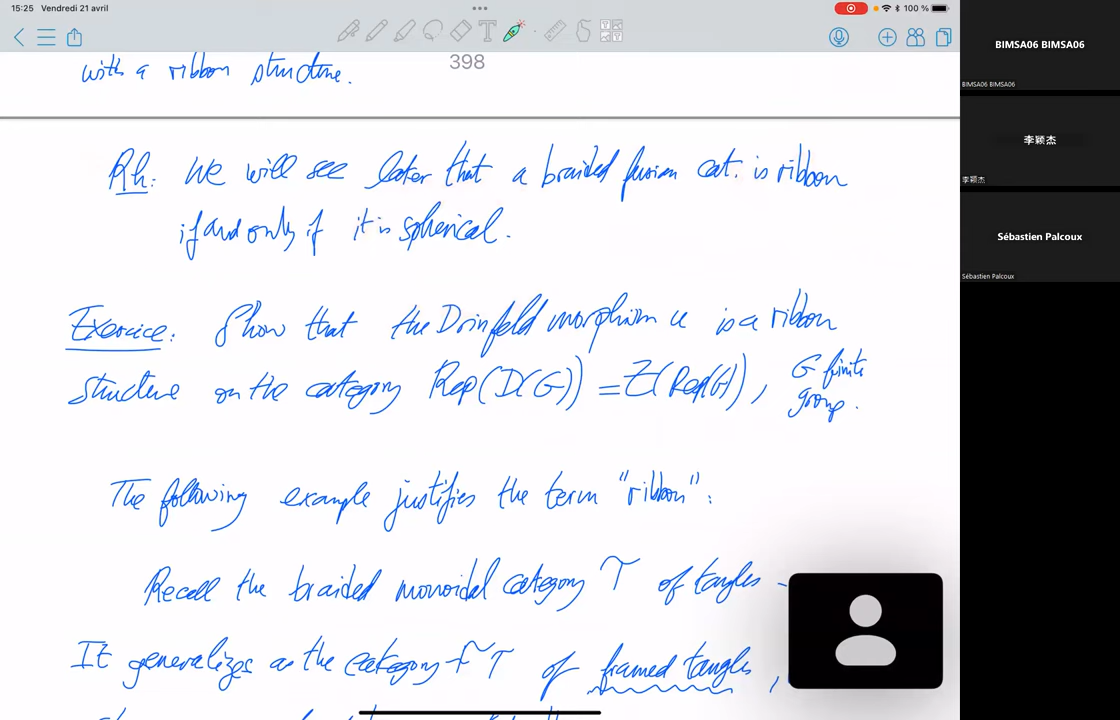 15:25 Vendredi 21 avril
100 %
398
with a ribbon structure.
Rk: We will see later that a braided fusion cat. is ribbon
if and only if it is spherical.
Exercice: Show that the Drinfeld morphism u is a ribbon
structure on the category Rep(D(G)) = Z(Rep(G)), G finite
group.
The following example justifies the term "ribbon":
Recall the braided monoidal category T of tangles -
It generalizes as the category f T of framed tangles,
BIMSA06 BIMSA06
BIMSA06 BIMSA06
李颖杰
李颖杰
Sébastien Palcoux
Sébastien Palcoux